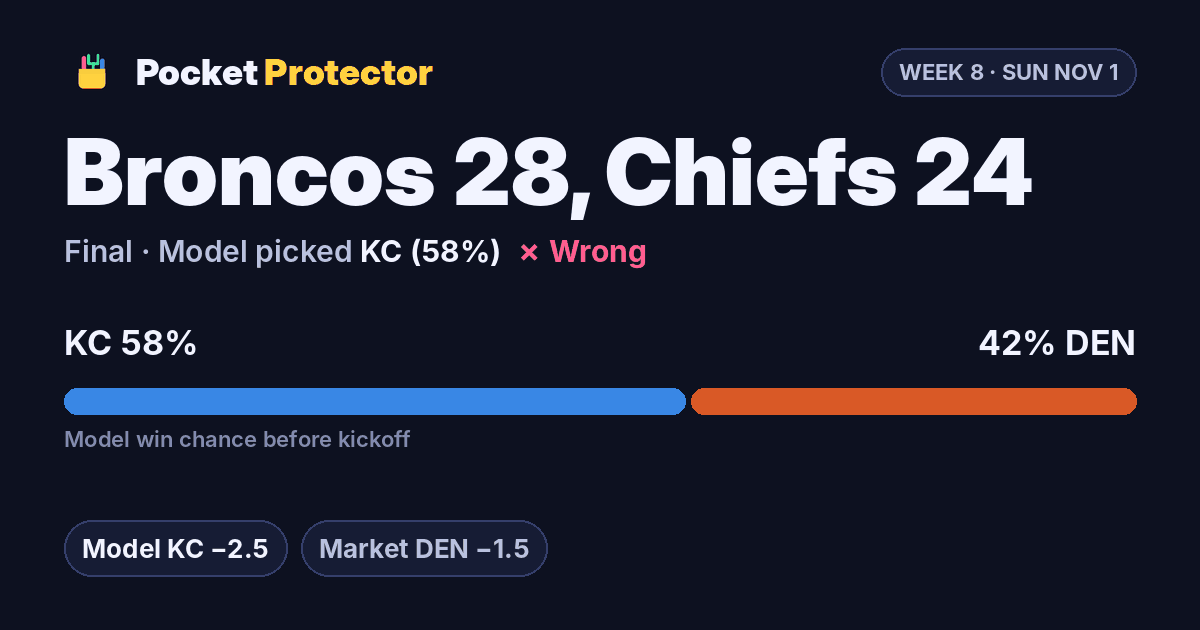 Pocket Protector
WEEK 8 · SUN NOV 1
Broncos 28, Chiefs 24
Final · Model picked KC (58%) × Wrong
KC 58%
42% DEN
Model win chance before kickoff
Model KC −2.5
Market DEN −1.5